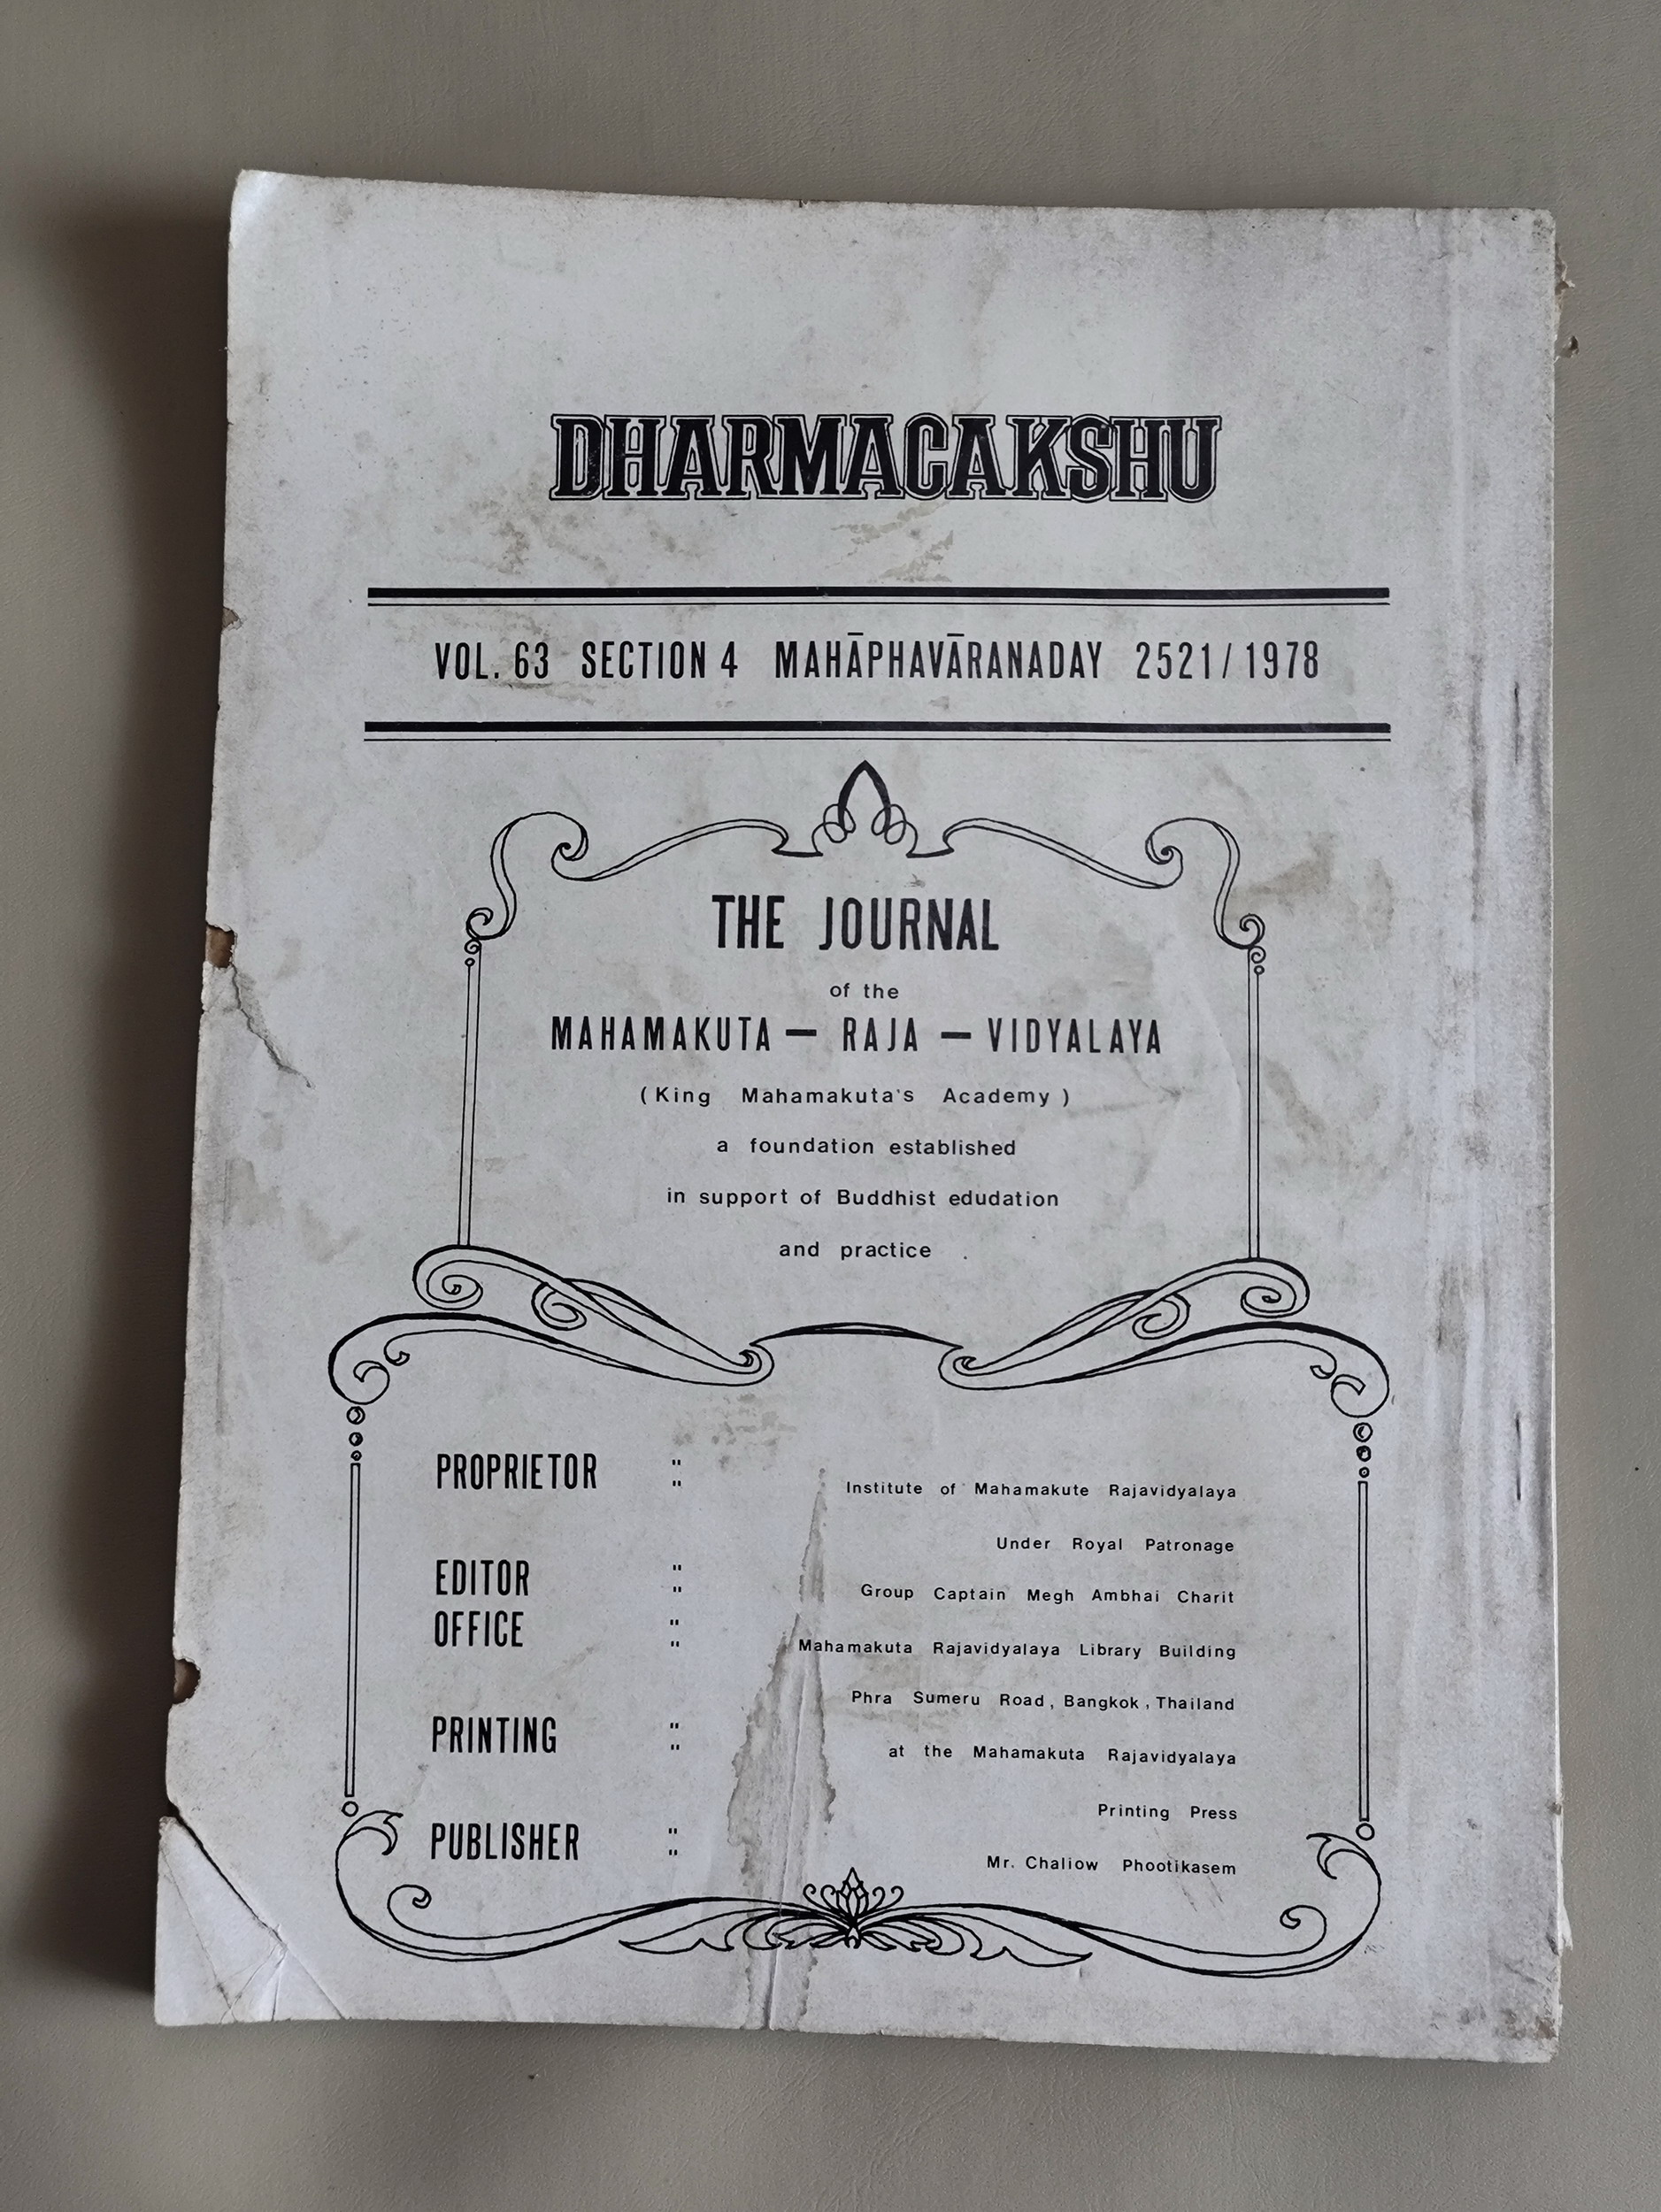 DHARMACAKSHU
VOL. 63 SECTION 4 MAHĀPHAVĀRANADAY 2521/1978
THE JOURNAL
of the
MAHAMAKUTA — RAJA — VIDYALAYA
(King Mahamakuta's Academy)
a foundation established
in support of Buddhist edudation
and practice .
PROPRIETOR " " Institute of Mahamakute Rajavidyalaya
Under Royal Patronage
EDITOR " " Group Captain Megh Ambhai Charit
OFFICE " " Mahamakuta Rajavidyalaya Library Building
Phra Sumeru Road, Bangkok, Thailand
PRINTING " " at the Mahamakuta Rajavidyalaya
Printing Press
PUBLISHER " " Mr. Chaliow Phootikasem